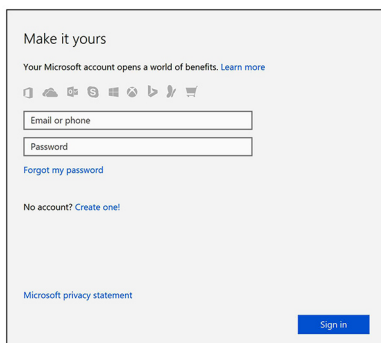 Make it yours
Your Microsoft account opens a world of benefits. Learn more
Email or phone
Password
Forgot my password
No account? Create one!
Microsoft privacy statement
Sign in